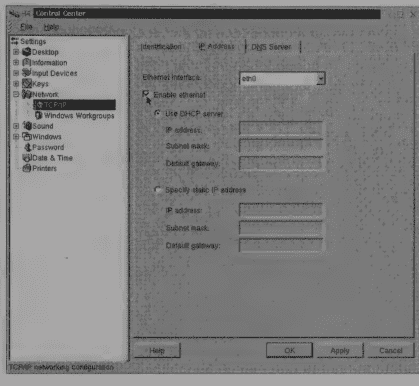 Control Center
File Help
Settings
Desktop
Information
Input Devices
Keys
Network
TCP/IP
Windows Workgroups
Sound
Windows
Password
Date & Time
Printers
Identification IP Address DNS Server
Ethernet interface: eth0
Enable ethernet
Use DHCP server
IP address:
Subnet mask:
Default gateway:
Specify static IP address
IP address:
Subnet mask:
Default gateway:
Help OK Apply Cancel
TCP/IP networking configuration